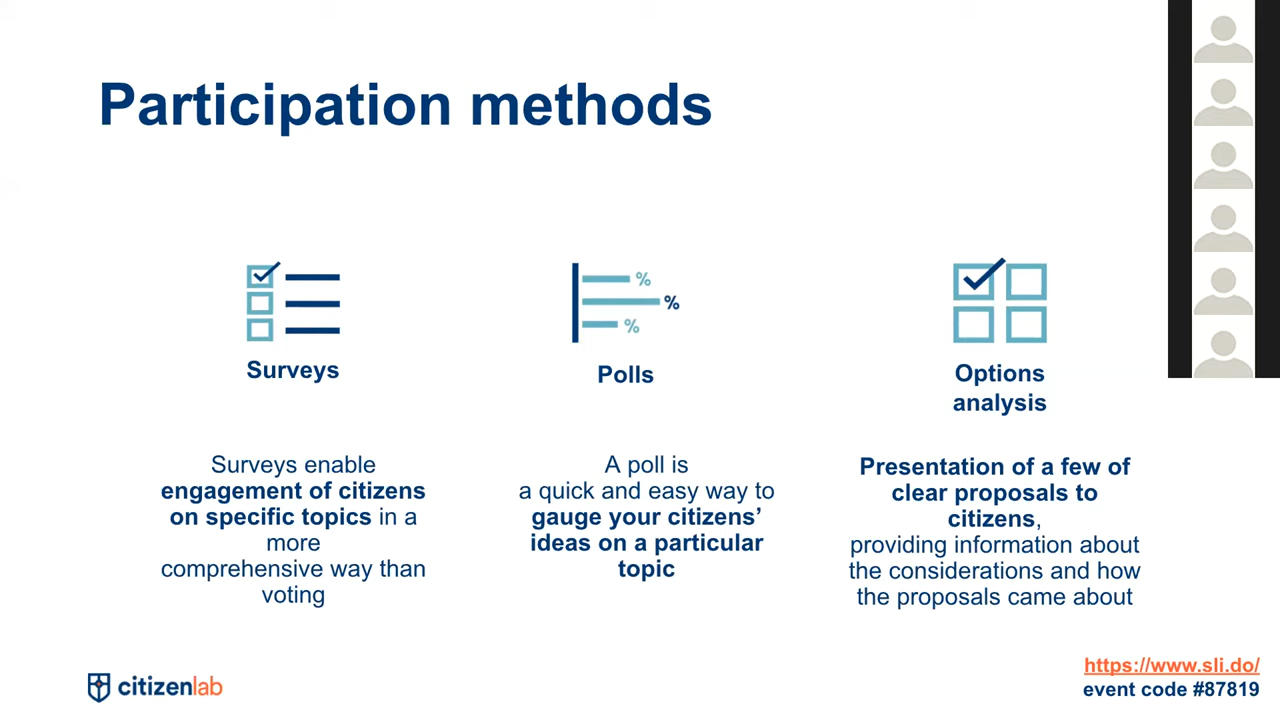 Participation methods
%
%
%
Surveys
Polls
Options
analysis
Surveys enable
engagement of citizens
on specific topics in a
more
comprehensive way than
voting
A poll is
a quick and easy way to
gauge your citizens’
ideas on a particular
topic
Presentation of a few of
clear proposals to
citizens,
providing information about
the considerations and how
the proposals came about
citizenlab
https://www.sli.do/
event code #87819